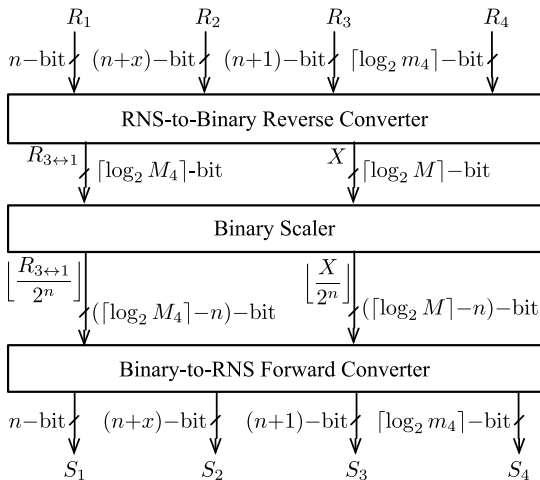 R₁ R₂ R₃ R₄
n−bit (n+x)−bit (n+1)−bit ⌈log₂ m₄⌉−bit
RNS-to-Binary Reverse Converter
R₃↔₁ ⌈log₂ M₄⌉-bit X ⌈log₂ M⌉−bit
Binary Scaler
⌊R₃↔₁/2ⁿ⌋ (⌈log₂ M₄⌉−n)−bit ⌊X/2ⁿ⌋ (⌈log₂ M⌉−n)−bit
Binary-to-RNS Forward Converter
n−bit (n+x)−bit (n+1)−bit ⌈log₂ m₄⌉−bit
S₁ S₂ S₃ S₄